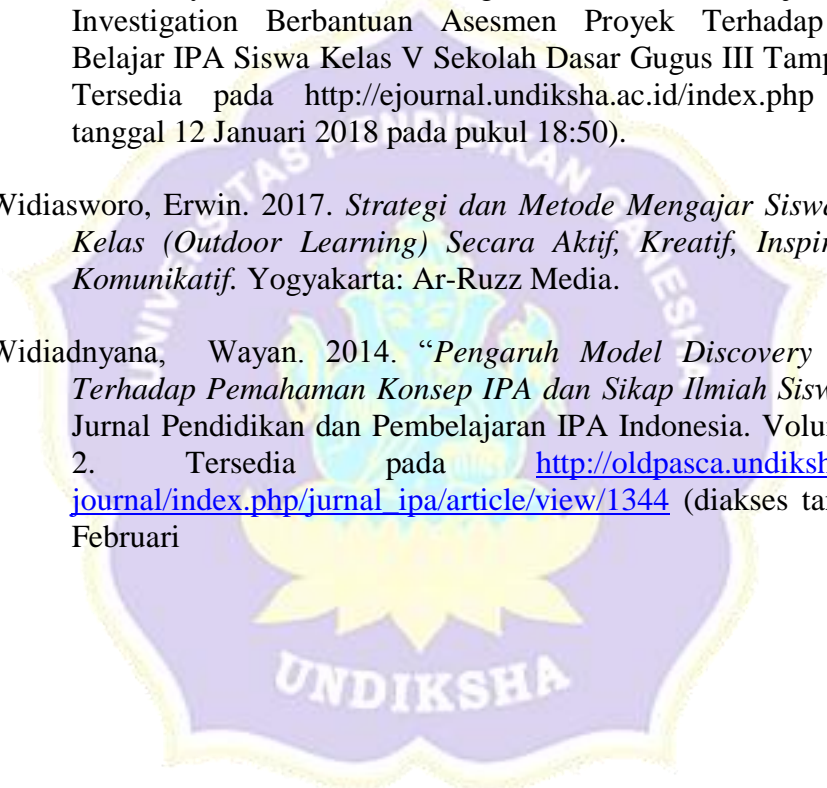 Investigation Berbantuan Asesmen Proyek Terhadap
Belajar IPA Siswa Kelas V Sekolah Dasar Gugus III Tamp
Tersedia pada http://ejournal.undiksha.ac.id/index.php
tanggal 12 Januari 2018 pada pukul 18:50).
Widiasworo, Erwin. 2017. Strategi dan Metode Mengajar Siswa
Kelas (Outdoor Learning) Secara Aktif, Kreatif, Inspir
Komunikatif. Yogyakarta: Ar-Ruzz Media.
Widiadnyana, Wayan. 2014. “Pengaruh Model Discovery
Terhadap Pemahaman Konsep IPA dan Sikap Ilmiah Sisw
Jurnal Pendidikan dan Pembelajaran IPA Indonesia. Volu
2. Tersedia pada http://oldpasca.undiksh
journal/index.php/jurnal_ipa/article/view/1344 (diakses ta
Februari
UNIVERSITAS PENDIDIKAN GANESHA
UNDIKSHA